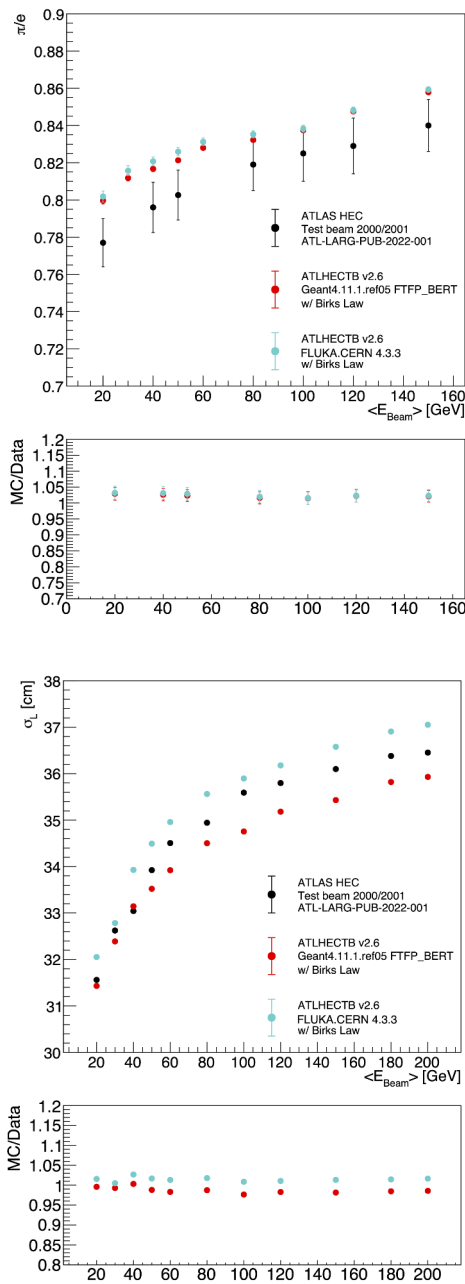 π/e
0.9
0.88
0.86
0.84
0.82
0.8
0.78
0.76
0.74
0.72
0.7
ATLAS HEC
Test beam 2000/2001
ATL-LARG-PUB-2022-001
ATLHECTB v2.6
Geant4.11.1.ref05 FTFP_BERT
w/ Birks Law
ATLHECTB v2.6
FLUKA.CERN 4.3.3
w/ Birks Law
0 20 40 60 80 100 120 140 160
<E_Beam> [GeV]
MC/Data
1.2
1.15
1.1
1.05
1
0.95
0.9
0.85
0.8
0.75
0.7
0 20 40 60 80 100 120 140 160
σ_L [cm]
38
37
36
35
34
33
32
31
30
ATLAS HEC
Test beam 2000/2001
ATL-LARG-PUB-2022-001
ATLHECTB v2.6
Geant4.11.1.ref05 FTFP_BERT
w/ Birks Law
ATLHECTB v2.6
FLUKA.CERN 4.3.3
w/ Birks Law
20 40 60 80 100 120 140 160 180 200
<E_Beam> [GeV]
MC/Data
1.2
1.15
1.1
1.05
1
0.95
0.9
0.85
0.8
20 40 60 80 100 120 140 160 180 200